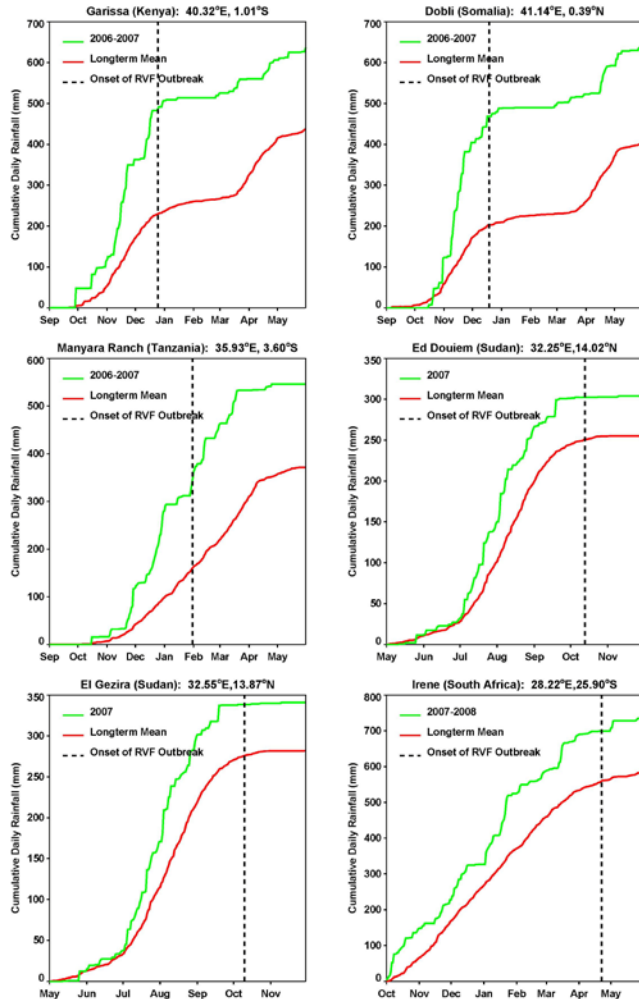 Garissa (Kenya): 40.32°E, 1.01°S
700
600
500
400
300
200
100
0
Cumulative Daily Rainfall (mm)
2006-2007
Longterm Mean
Onset of RVF Outbreak
Sep Oct Nov Dec Jan Feb Mar Apr May
Dobli (Somalia): 41.14°E, 0.39°N
700
600
500
400
300
200
100
0
Cumulative Daily Rainfall (mm)
2006-2007
Longterm Mean
Onset of RVF Outbreak
Sep Oct Nov Dec Jan Feb Mar Apr May
Manyara Ranch (Tanzania): 35.93°E, 3.60°S
600
500
400
300
200
100
0
Cumulative Daily Rainfall (mm)
2006-2007
Longterm Mean
Onset of RVF Outbreak
Sep Oct Nov Dec Jan Feb Mar Apr May
Ed Douiem (Sudan): 32.25°E,14.02°N
350
300
250
200
150
100
50
0
Cumulative Daily Rainfall (mm)
2007
Longterm Mean
Onset of RVF Outbreak
May Jun Jul Aug Sep Oct Nov
El Gezira (Sudan): 32.55°E,13.87°N
350
300
250
200
150
100
50
0
Cumulative Daily Rainfall (mm)
2007
Longterm Mean
Onset of RVF Outbreak
May Jun Jul Aug Sep Oct Nov
Irene (South Africa): 28.22°E,25.90°S
800
700
600
500
400
300
200
100
0
Cumulative Daily Rainfall (mm)
2007-2008
Longterm Mean
Onset of RVF Outbreak
Oct Nov Dec Jan Feb Mar Apr May